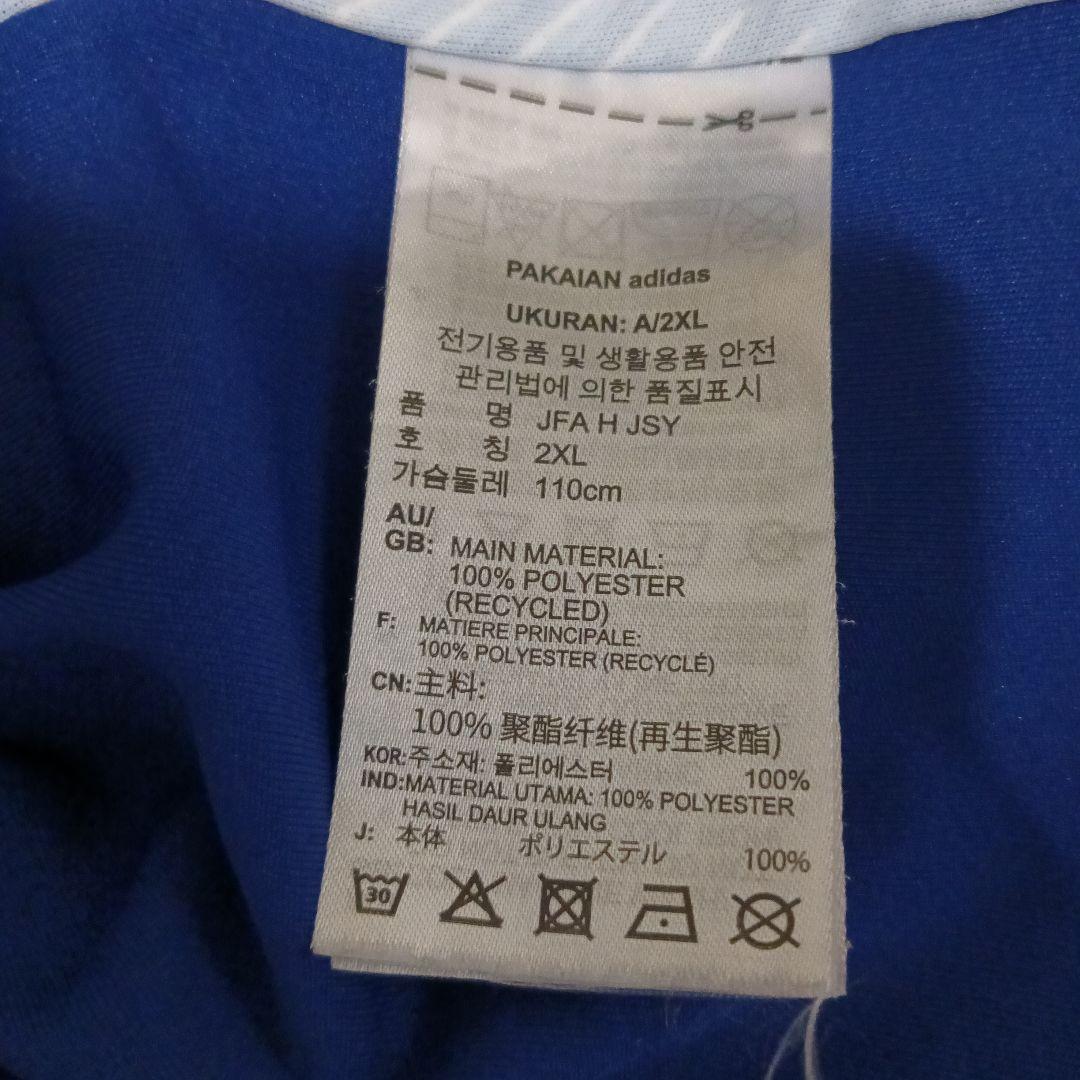 PAKAIAN adidas
UKURAN: A/2XL
전기용품 및 생활용품 안전
관리법에 의한 품질표시
품 명 JFA H JSY
호 칭 2XL
가슴둘레 110cm
AU/
GB: MAIN MATERIAL:
100% POLYESTER
(RECYCLED)
F: MATIERE PRINCIPALE:
100% POLYESTER (RECYCLÉ)
CN: 主料:
100% 聚酯纤维(再生聚酯)
KOR: 주소재: 폴리에스터 100%
IND: MATERIAL UTAMA: 100% POLYESTER
HASIL DAUR ULANG
J: 本体 ポリエステル 100%
30